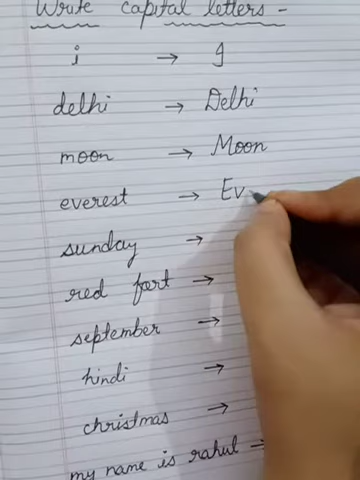 Write capital letters -
i → I
delhi → Delhi
moon → Moon
everest → Ev
sunday →
red fort →
september →
hindi →
christmas →
my name is rahul →